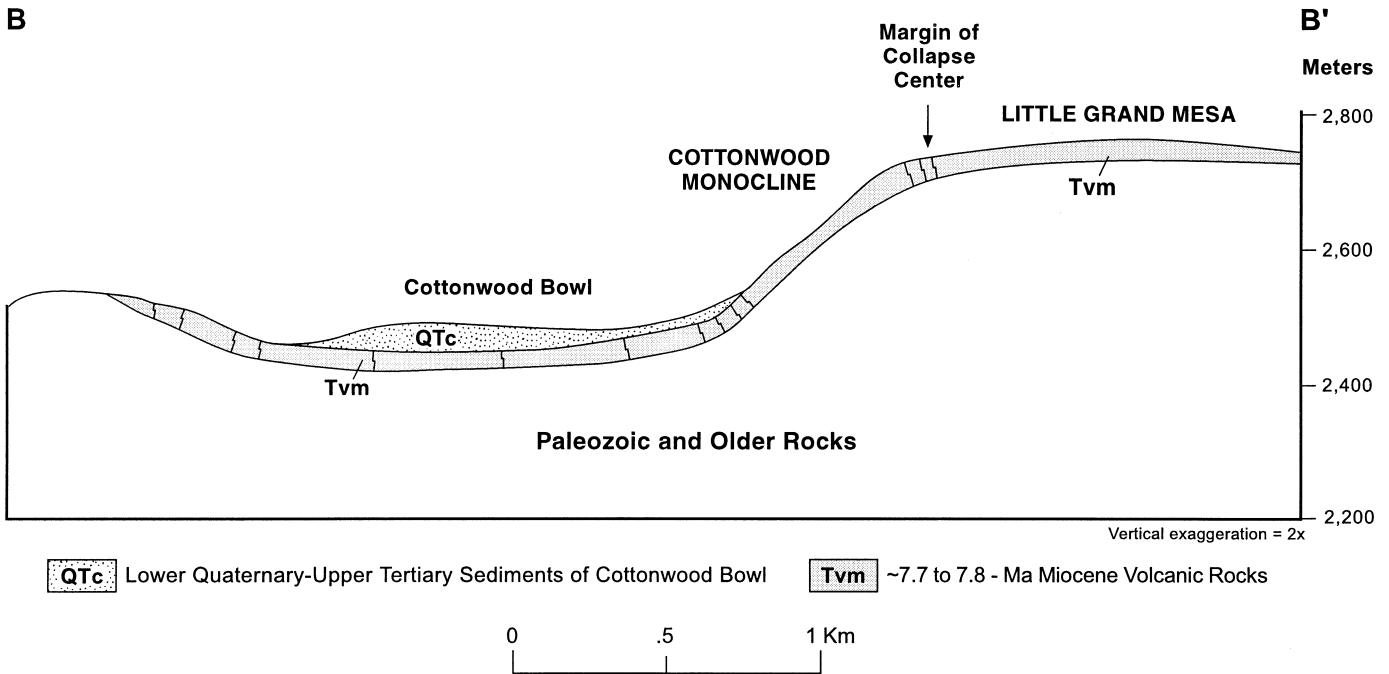 B
B'
Margin of
Collapse
Center
Meters
LITTLE GRAND MESA
2,800
COTTONWOOD
MONOCLINE
Tvm
2,600
Cottonwood Bowl
QTc
Tvm
2,400
Paleozoic and Older Rocks
2,200
Vertical exaggeration = 2x
QTc Lower Quaternary-Upper Tertiary Sediments of Cottonwood Bowl
Tvm ~7.7 to 7.8 - Ma Miocene Volcanic Rocks
0 .5 1 Km